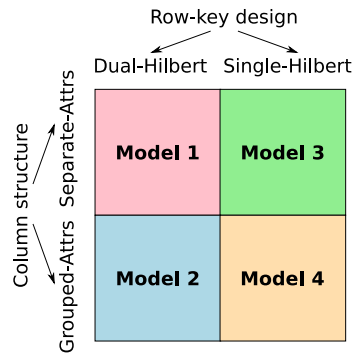 Row-key design
Dual-Hilbert Single-Hilbert
Column structure
Separate-Attrs
Model 1 Model 3
Grouped-Attrs
Model 2 Model 4